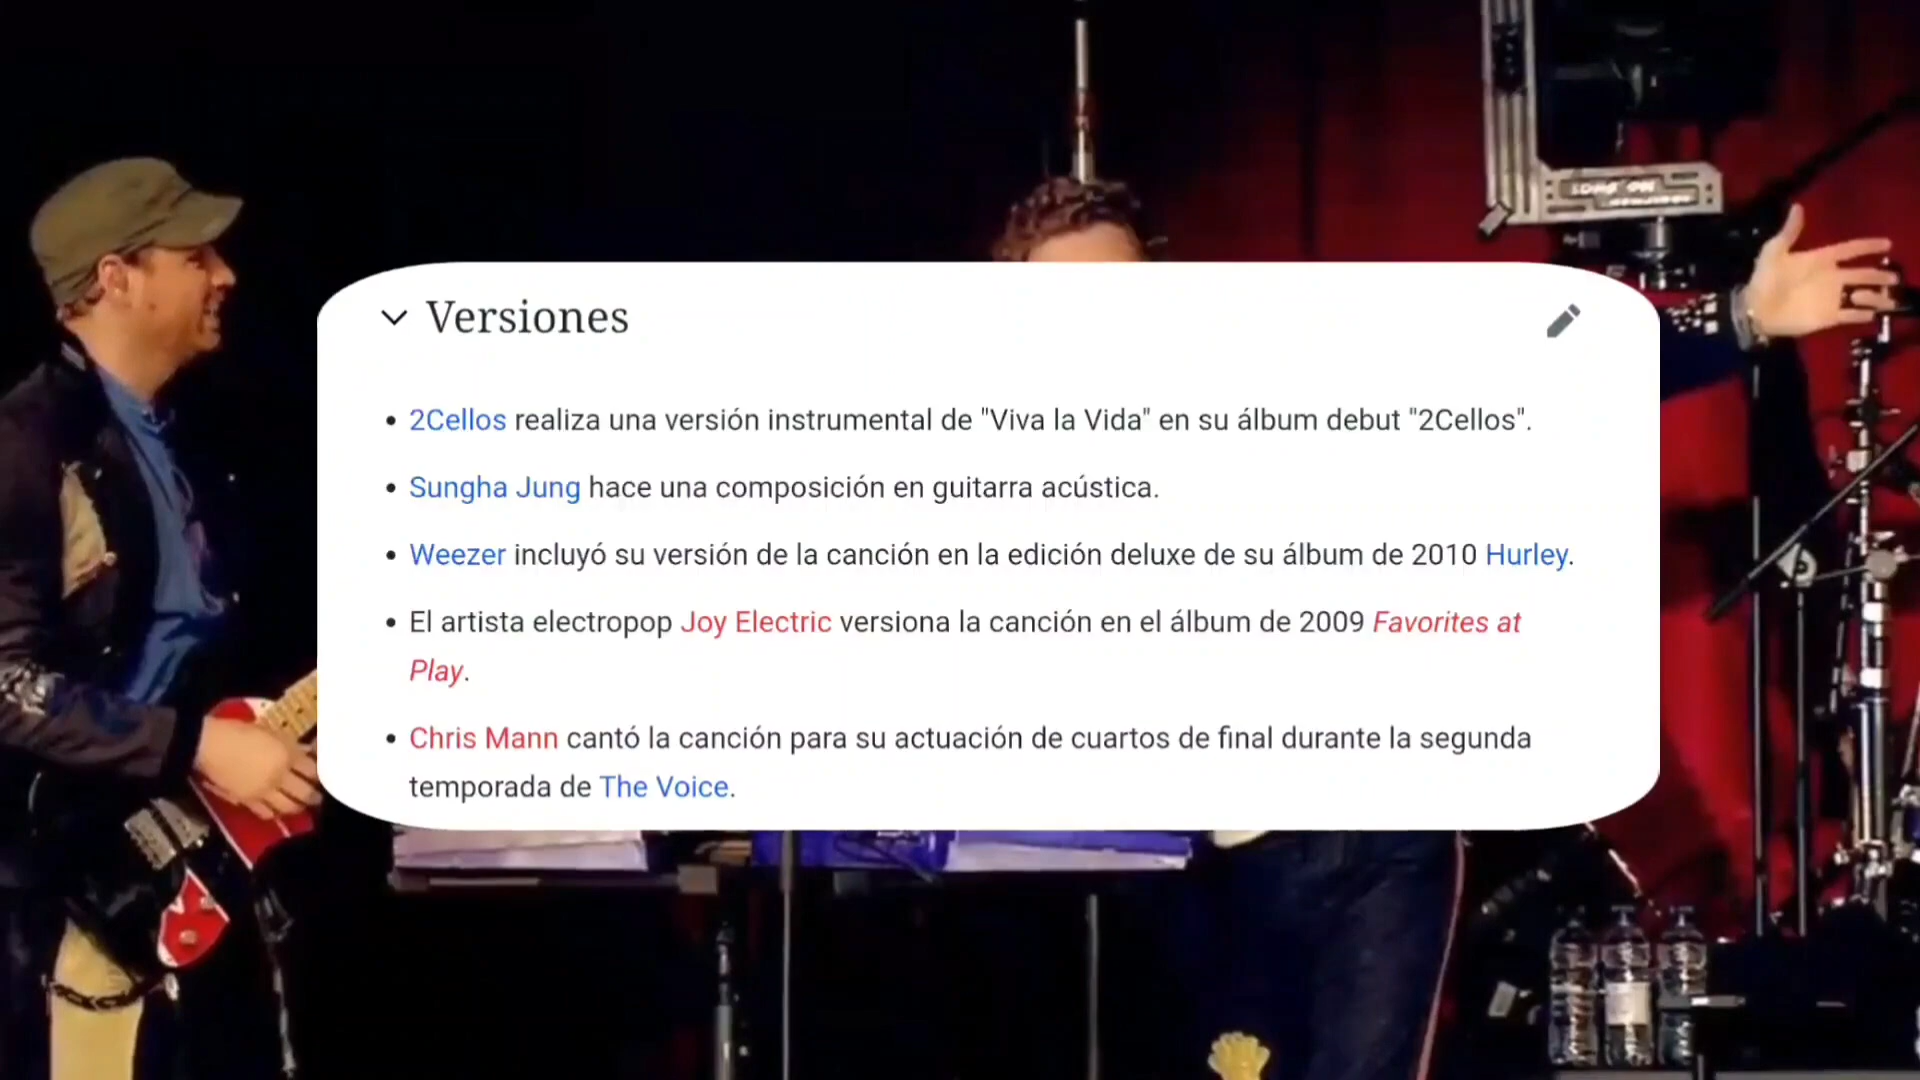 Versiones
• 2Cellos realiza una versión instrumental de "Viva la Vida" en su álbum debut "2Cellos".
• Sungha Jung hace una composición en guitarra acústica.
• Weezer incluyó su versión de la canción en la edición deluxe de su álbum de 2010 Hurley.
• El artista electropop Joy Electric versiona la canción en el álbum de 2009 Favorites at
Play.
• Chris Mann cantó la canción para su actuación de cuartos de final durante la segunda
temporada de The Voice.